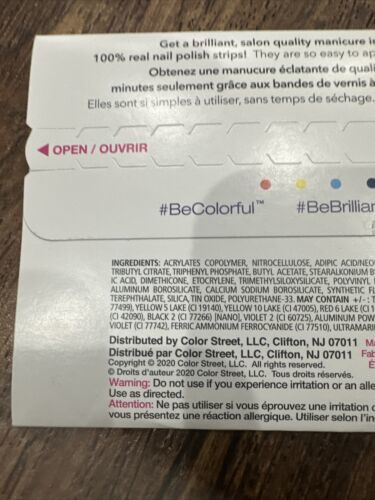 Get a brilliant, salon quality manicure in
100% real nail polish strips! They are so easy to ap
Obtenez une manucure éclatante de quali
minutes seulement grâce aux bandes de vernis à
Elles sont si simples à utiliser, sans temps de séchage.
◀ OPEN / OUVRIR
#BeColorful™ #BeBrillian
INGREDIENTS: ACRYLATES COPOLYMER, NITROCELLULOSE, ADIPIC ACID/NEO
TRIBUTYL CITRATE, TRIPHENYL PHOSPHATE, BUTYL ACETATE, STEARALKONIUM B
IC ACID, DIMETHICONE, ETOCRYLENE, TRIMETHYLSILOXYSILICATE, POLYVINYL
ALUMINUM BOROSILICATE, CALCIUM SODIUM BOROSILICATE, SYNTHETIC FL
TEREPHTHALATE, SILICA, TIN OXIDE, POLYURETHANE-33. MAY CONTAIN +/-: T
77499), YELLOW 5 LAKE (CI 19140), YELLOW 10 LAKE (CI 47005), RED 6 LAKE (CI 1
(CI 42090), BLACK 2 (CI 77266) [NANO], VIOLET 2 (CI 60725), ALUMINUM POW
VIOLET (CI 77742), FERRIC AMMONIUM FERROCYANIDE (CI 77510), ULTRAMARI
Distributed by Color Street, LLC, Clifton, NJ 07011 Ma
Distribué par Color Street, LLC, Clifton, NJ 07011 Fab
Copyright © 2020 Color Street, LLC. All rights reserved. É
© Droits d'auteur 2020 Color Street, LLC. Tous droits réservés.
Warning: Do not use if you experience irritation or an alle
Use as directed.
Attention: Ne pas utiliser si vous éprouvez une irritation o
vous présentez une réaction allergique. Utiliser selon l'in